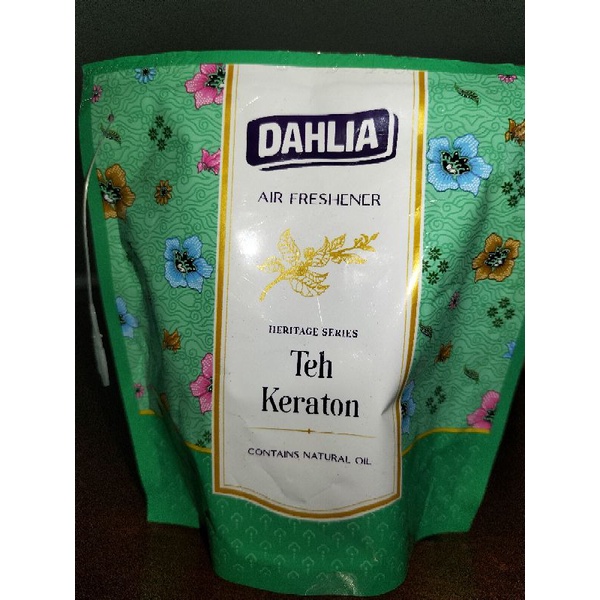 DAHLIA
AIR FRESHENER
HERITAGE SERIES
Teh
Keraton
CONTAINS NATURAL OIL